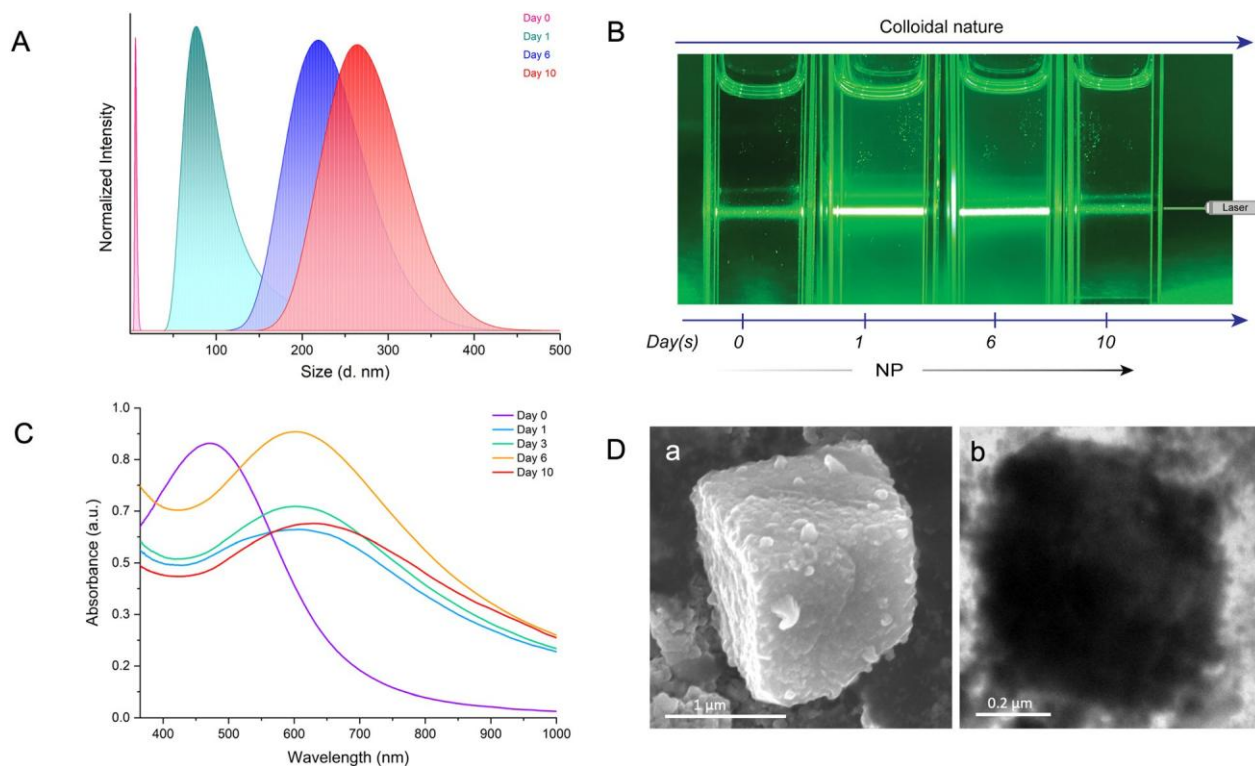 A
Day 0
Day 1
Day 6
Day 10
Normalized Intensity
100
200
300
400
500
Size (d. nm)
B
Colloidal nature
Laser
Day(s)
0
1
6
10
NP
C
Day 0
Day 1
Day 3
Day 6
Day 10
1.0
0.8
0.7
0.5
0.3
0.2
0.0
Absorbance (a.u.)
400
500
600
700
800
900
1000
Wavelength (nm)
D
a
1 µm
b
0.2 µm